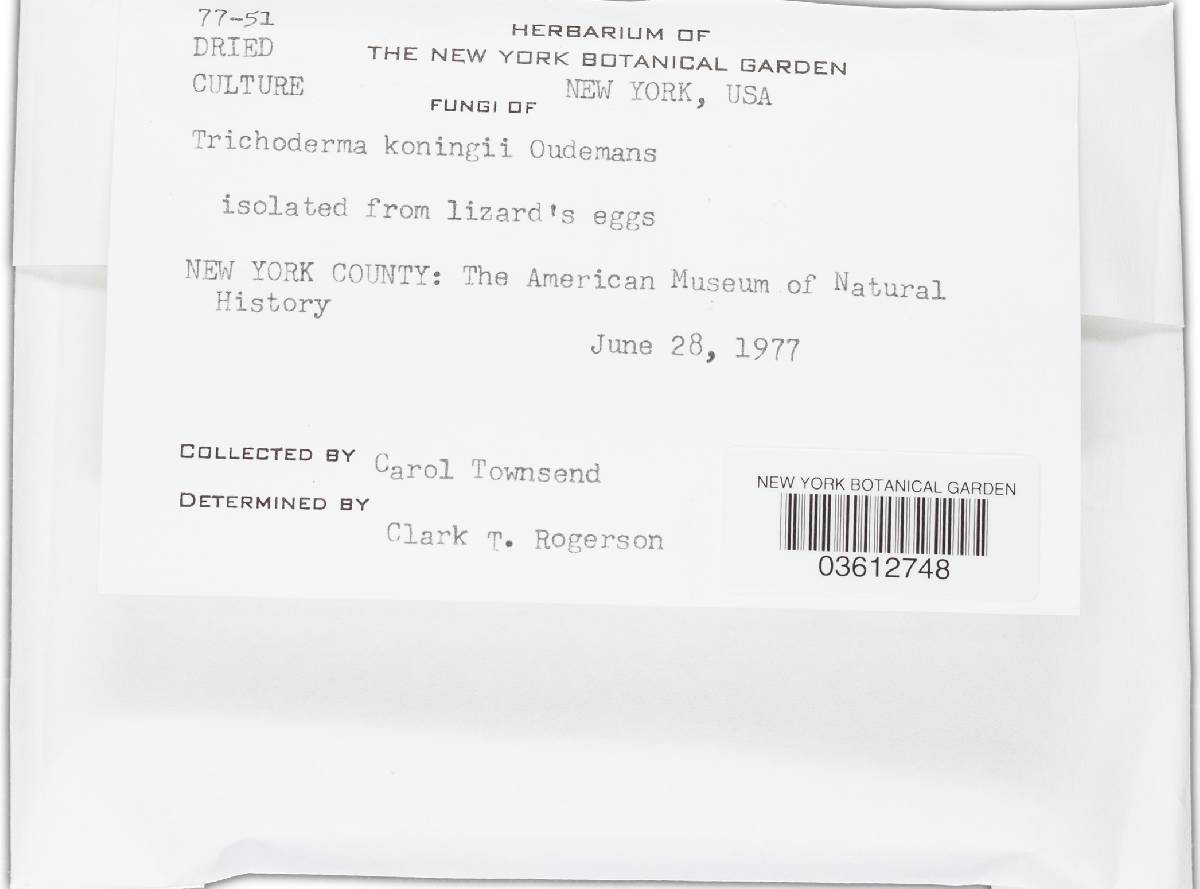 77-51
DRIED
CULTURE
HERBARIUM OF
THE NEW YORK BOTANICAL GARDEN
FUNGI OF NEW YORK, USA
Trichoderma koningii Oudemans
isolated from lizard's eggs
NEW YORK COUNTY: The American Museum of Natural
History
June 28, 1977
COLLECTED BY Carol Townsend
DETERMINED BY
Clark T. Rogerson
NEW YORK BOTANICAL GARDEN
03612748